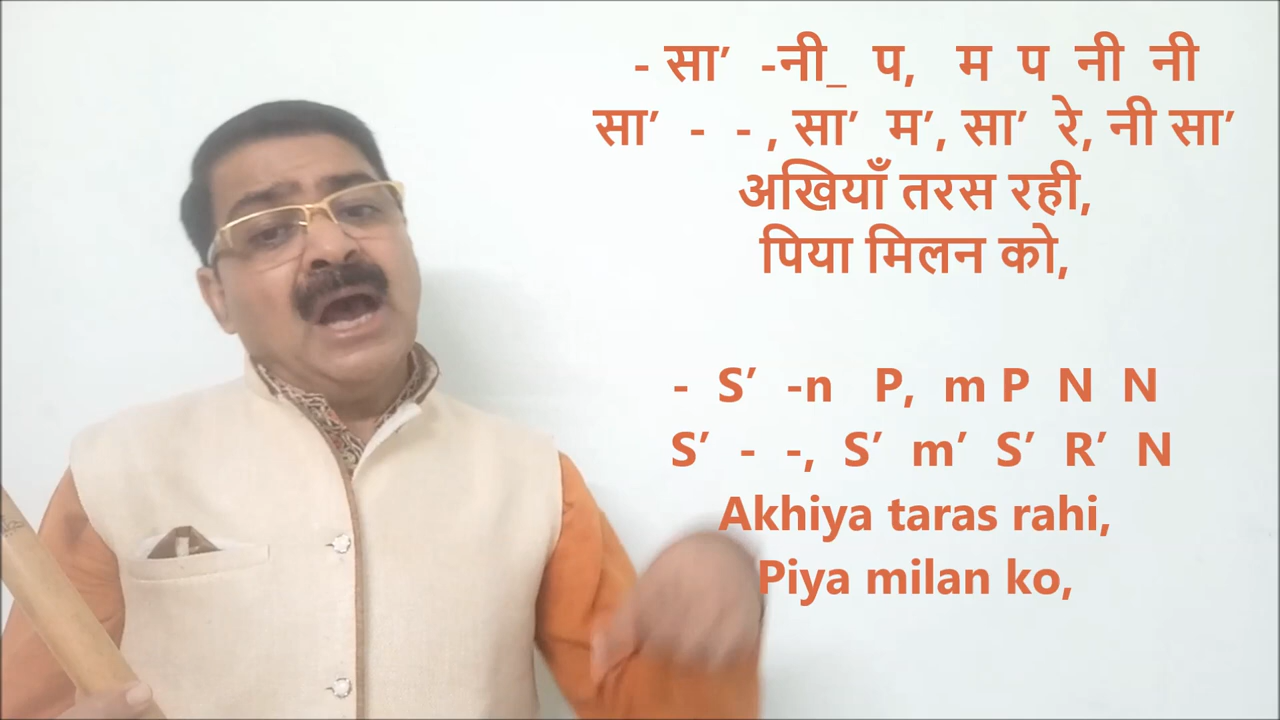 - सा’ -नी_ प, म प नी नी
सा’ - - , सा’ म’, सा’ रे, नी सा’
अखियाँ तरस रही,
पिया मिलन को,
- S’ -n P, m P N N
S’ - -, S’ m’ S’ R’ N
Akhiya taras rahi,
Piya milan ko,